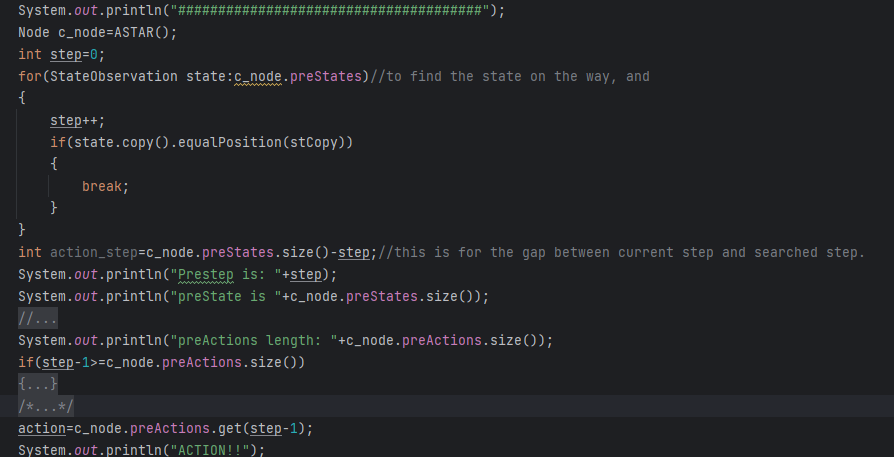 System.out.println("######################################");
Node c_node=ASTAR();
int step=0;
for(StateObservation state:c_node.preStates)//to find the state on the way, and
{
step++;
if(state.copy().equalPosition(stCopy))
{
break;
}
}
int action_step=c_node.preStates.size()-step;//this is for the gap between current step and searched step.
System.out.println("Prestep is: "+step);
System.out.println("preState is "+c_node.preStates.size());
//...
System.out.println("preActions length: "+c_node.preActions.size());
if(step-1>=c_node.preActions.size())
{...}
/*...*/
action=c_node.preActions.get(step-1);
System.out.println("ACTION!!");